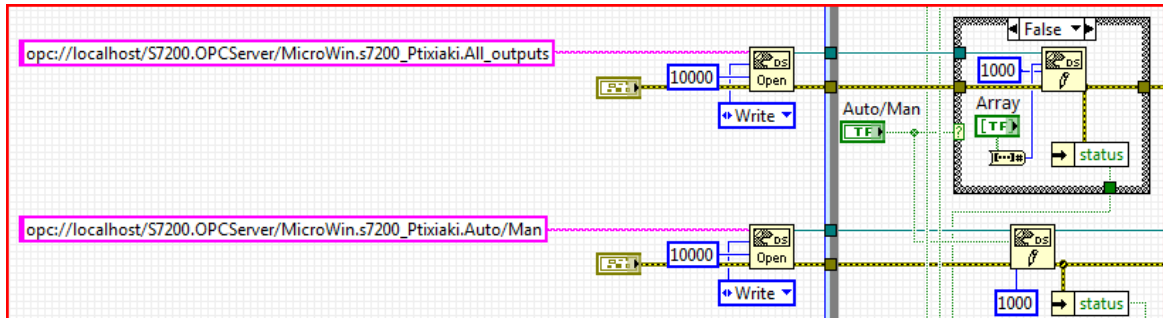 False
opc://localhost/S7200.OPCServer/MicroWin.s7200_Ptixiaki.All_outputs
DS
Open
10000
Write
1000
DS
Auto/Man
TF
Array
[TF]
[...]#
?
status
opc://localhost/S7200.OPCServer/MicroWin.s7200_Ptixiaki.Auto/Man
DS
Open
10000
Write
DS
1000
status